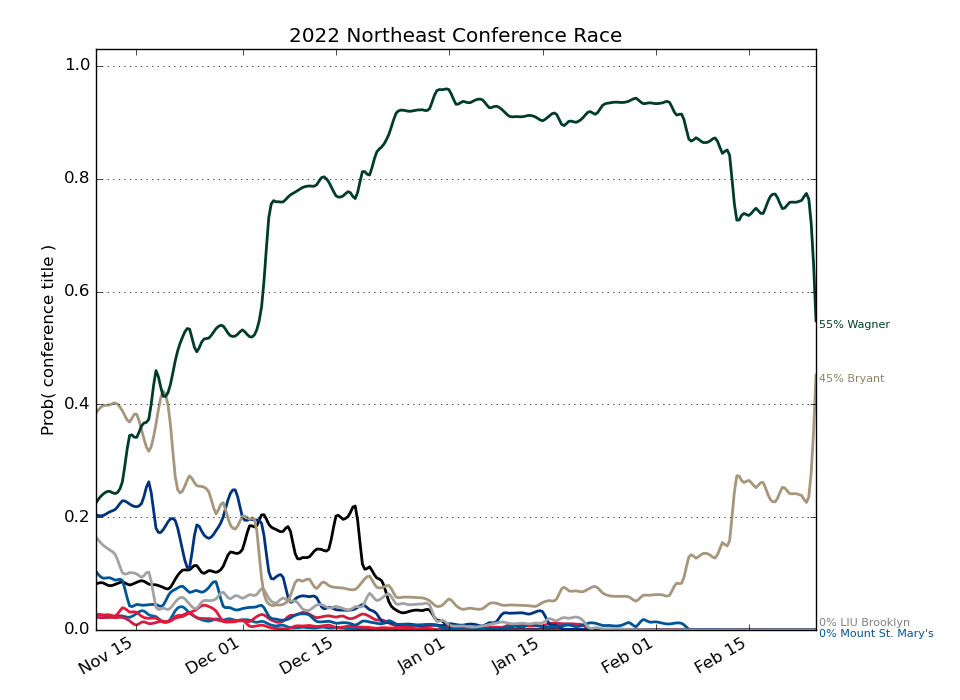 2022 Northeast Conference Race
1.0
0.8
0.6
0.4
0.2
0.0
Prob( conference title )
55% Wagner
45% Bryant
0% LIU Brooklyn
0% Mount St. Mary's
Nov 15
Dec 01
Dec 15
Jan 01
Jan 15
Feb 01
Feb 15